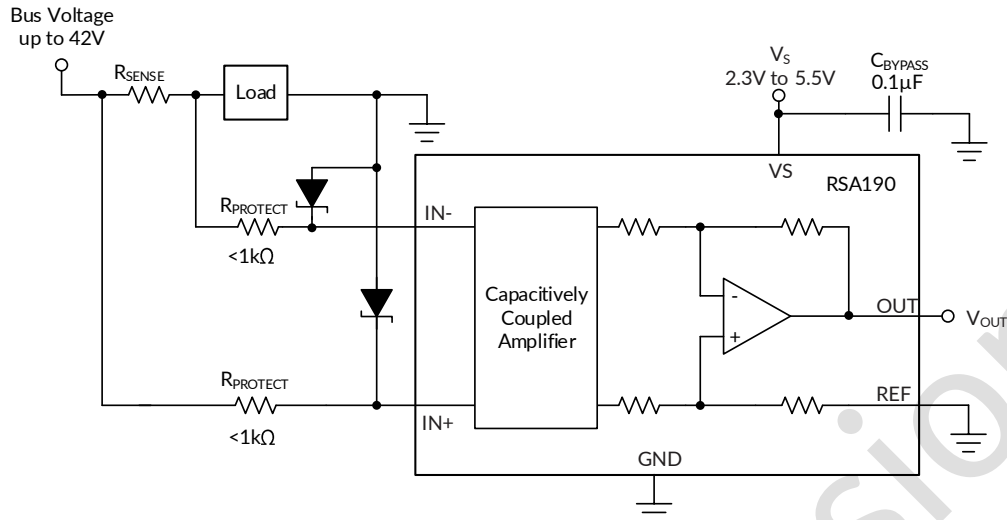 Bus Voltage
up to 42V
RSENSE
Load
VS
2.3V to 5.5V
CBYPASS
0.1µF
VS
RSA190
RPROTECT
<1kΩ
IN-
Capacitively
Coupled
Amplifier
-
+
OUT
VOUT
RPROTECT
<1kΩ
IN+
REF
GND
sion